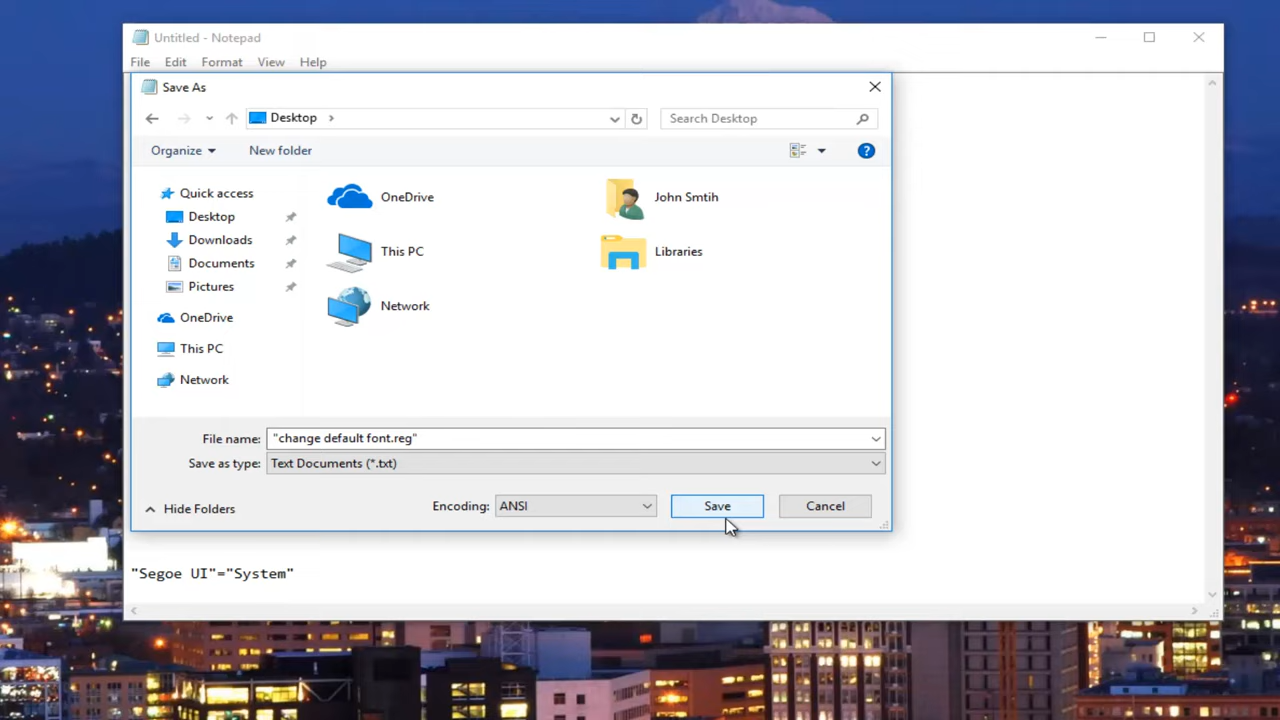 Untitled - Notepad
File Edit Format View Help
Save As
Desktop
Search Desktop
Organize New folder
Quick access
Desktop
Downloads
Documents
Pictures
OneDrive
This PC
Network
OneDrive
John Smtih
This PC
Libraries
Network
File name: "change default font.reg"
Save as type: Text Documents (*.txt)
Hide Folders Encoding: ANSI Save Cancel
"Segoe UI"="System"